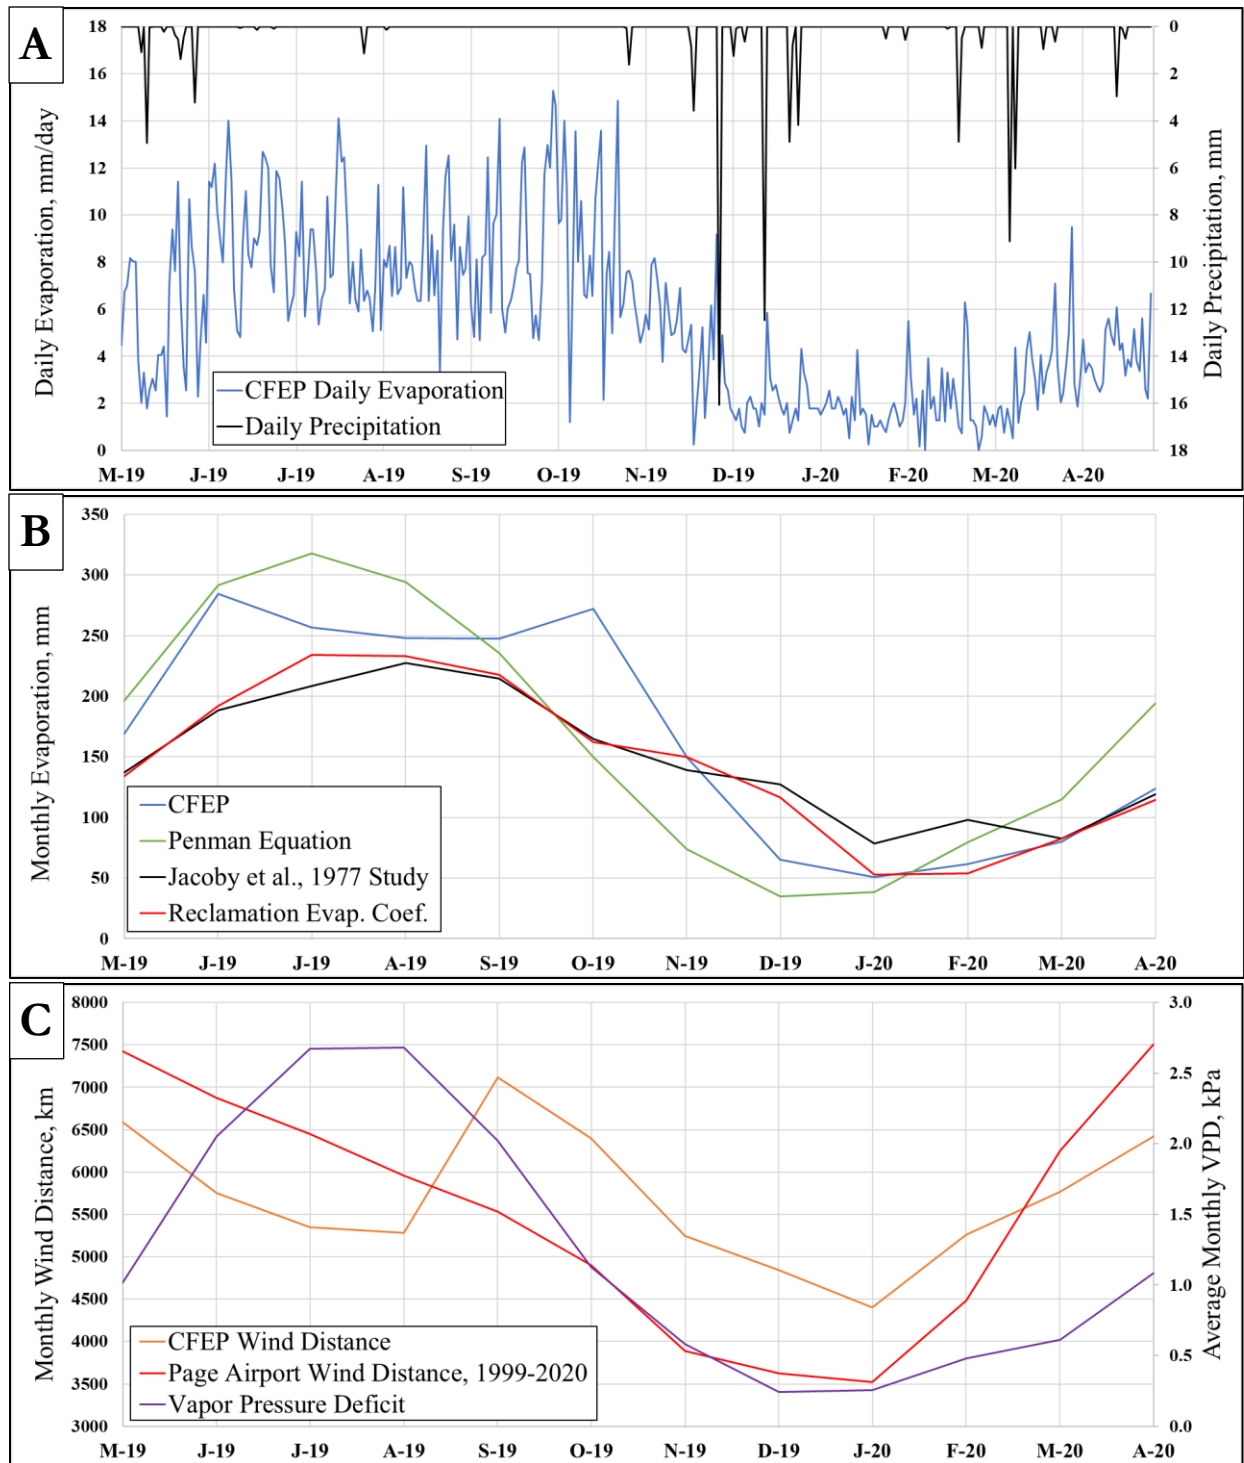 A
Daily Evaporation, mm/day
18
16
14
12
10
8
6
4
2
0
0
2
4
6
8
10
12
14
16
18
Daily Precipitation, mm
CFEP Daily Evaporation
Daily Precipitation
M-19 J-19 J-19 A-19 S-19 O-19 N-19 D-19 J-20 F-20 M-20 A-20
B
Monthly Evaporation, mm
350
300
250
200
150
100
50
0
CFEP
Penman Equation
Jacoby et al., 1977 Study
Reclamation Evap. Coef.
M-19 J-19 J-19 A-19 S-19 O-19 N-19 D-19 J-20 F-20 M-20 A-20
C
Monthly Wind Distance, km
8000
7500
7000
6500
6000
5500
5000
4500
4000
3500
3000
3.0
2.5
2.0
1.5
1.0
0.5
0.0
Average Monthly VPD, kPa
CFEP Wind Distance
Page Airport Wind Distance, 1999-2020
Vapor Pressure Deficit
M-19 J-19 J-19 A-19 S-19 O-19 N-19 D-19 J-20 F-20 M-20 A-20